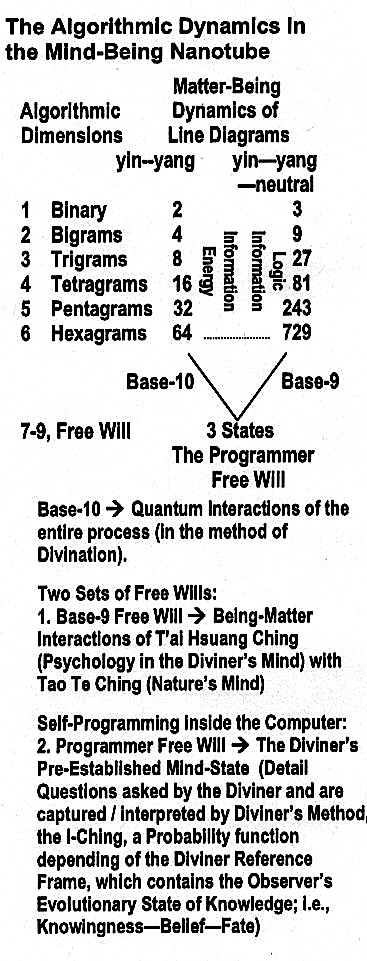 The Algorithmic Dynamics in
the Mind-Being Nanotube
Matter-Being
Algorithmic Dynamics of
Dimensions Line Diagrams
yin--yang yin—yang
—neutral
1 Binary 2 3
2 Bigrams 4 9
3 Trigrams 8 27
4 Tetragrams 16 81
5 Pentagrams 32 243
6 Hexagrams 64 ...................... 729
Energy
Information
Information
Logic
Base-10 Base-9
7-9, Free Will 3 States
The Programmer
Free Will
Base-10 → Quantum Interactions of the
entire process (in the method of
Divination).
Two Sets of Free Wills:
1. Base-9 Free Will → Being-Matter
Interactions of T'ai Hsuang Ching
(Psychology in the Diviner's Mind) with
Tao Te Ching (Nature's Mind)
Self-Programming Inside the Computer:
2. Programmer Free Will → The Diviner's
Pre-Established Mind-State (Detail
Questions asked by the Diviner and are
captured / interpreted by Diviner's Method,
the I-Ching, a Probability function
depending of the Diviner Reference
Frame, which contains the Observer's
Evolutionary State of Knowledge; i.e.,
Knowingness—Belief—Fate)